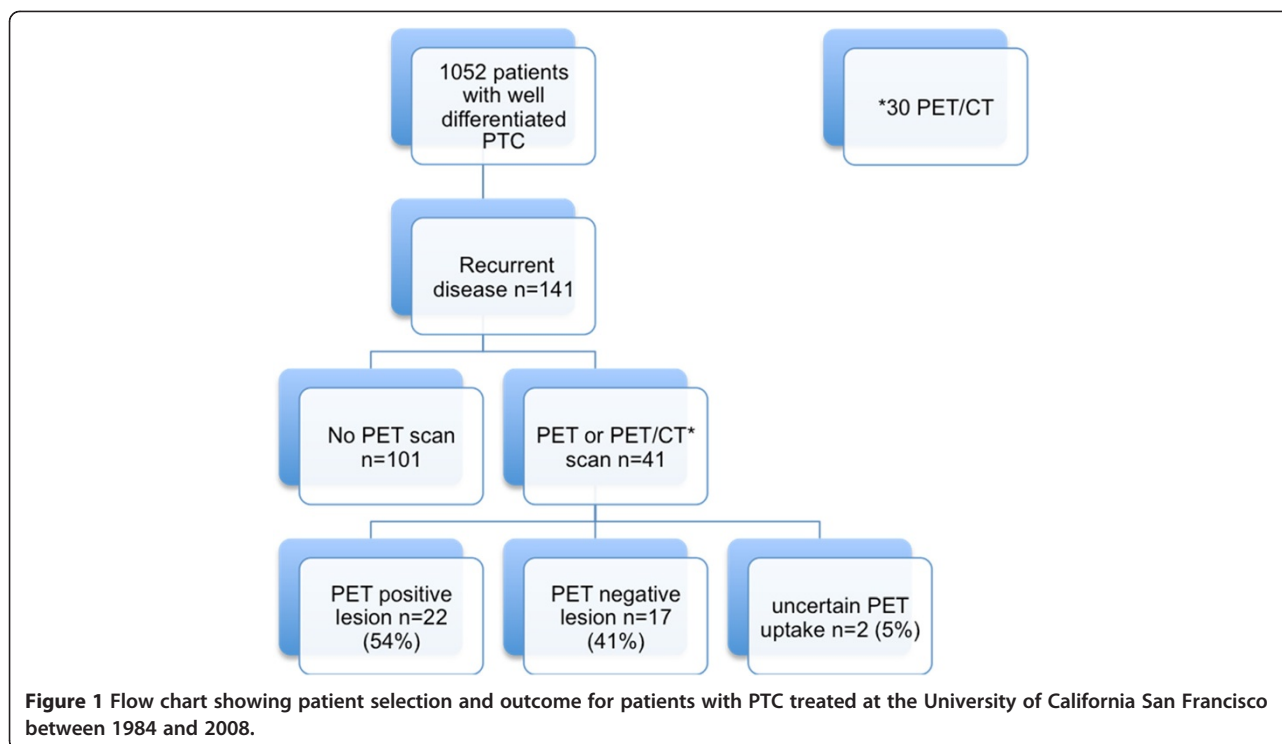 1052 patients
with well
differentiated
PTC
*30 PET/CT
Recurrent
disease n=141
No PET scan
n=101
PET or PET/CT*
scan n=41
PET positive
lesion n=22
(54%)
PET negative
lesion n=17
(41%)
uncertain PET
uptake n=2 (5%)
Figure 1 Flow chart showing patient selection and outcome for patients with PTC treated at the University of California San Francisco
between 1984 and 2008.